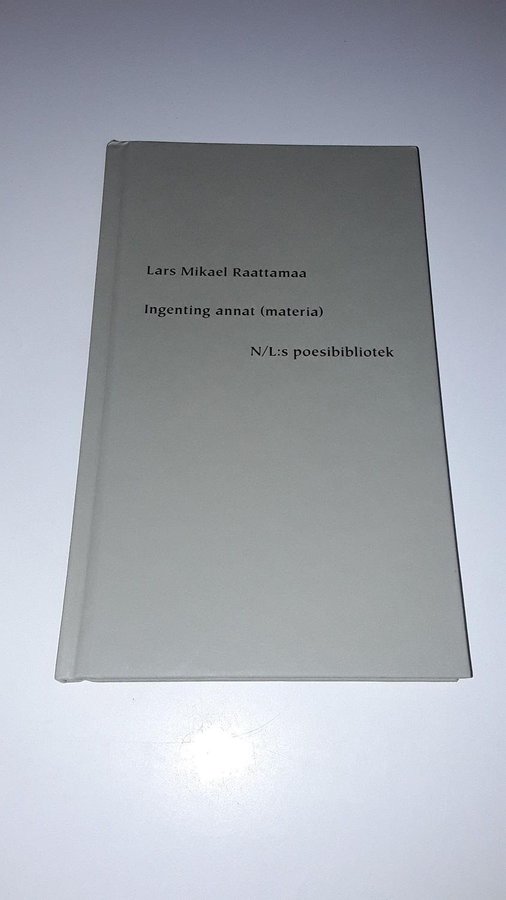 Lars Mikael Raattamaa
Ingenting annat (materia)
N/L:s poesibibliotek